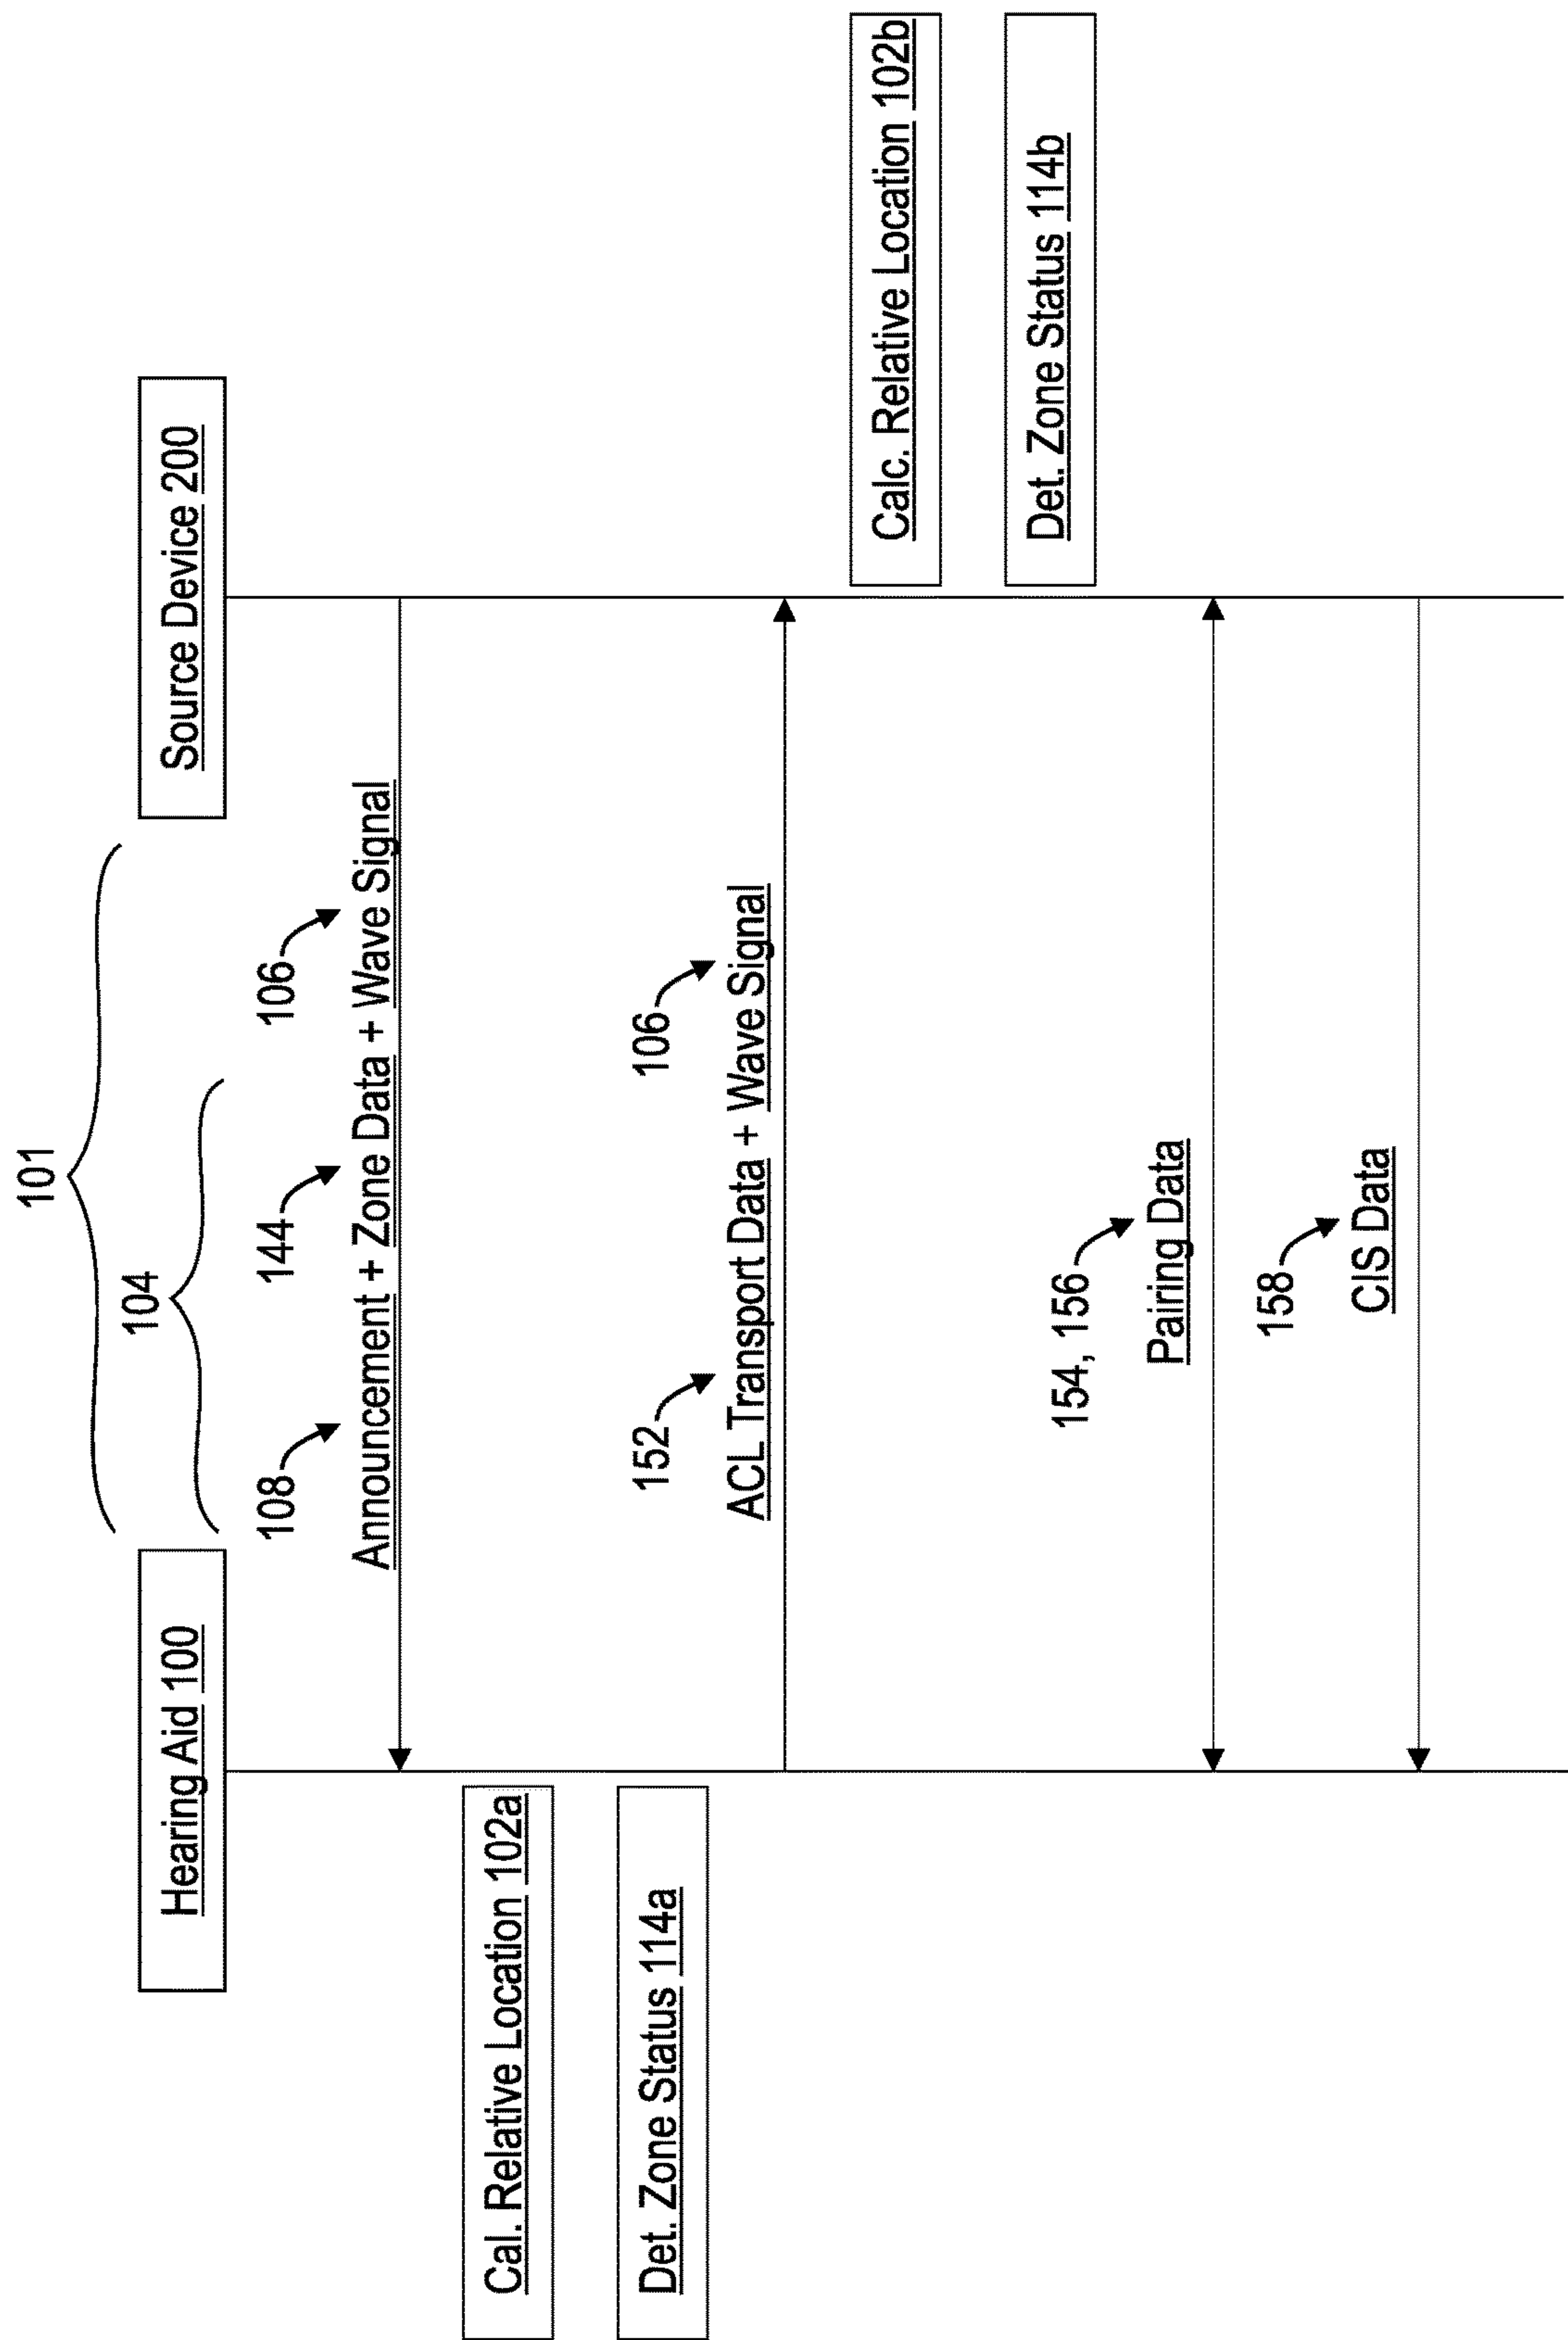 101
104
Hearing Aid 100
Source Device 200
108
144
106
Announcement + Zone Data + Wave Signal
Cal. Relative Location 102a
Det. Zone Status 114a
152
106
ACL Transport Data + Wave Signal
Calc. Relative Location 102b
Det. Zone Status 114b
154, 156
Pairing Data
158
CIS Data